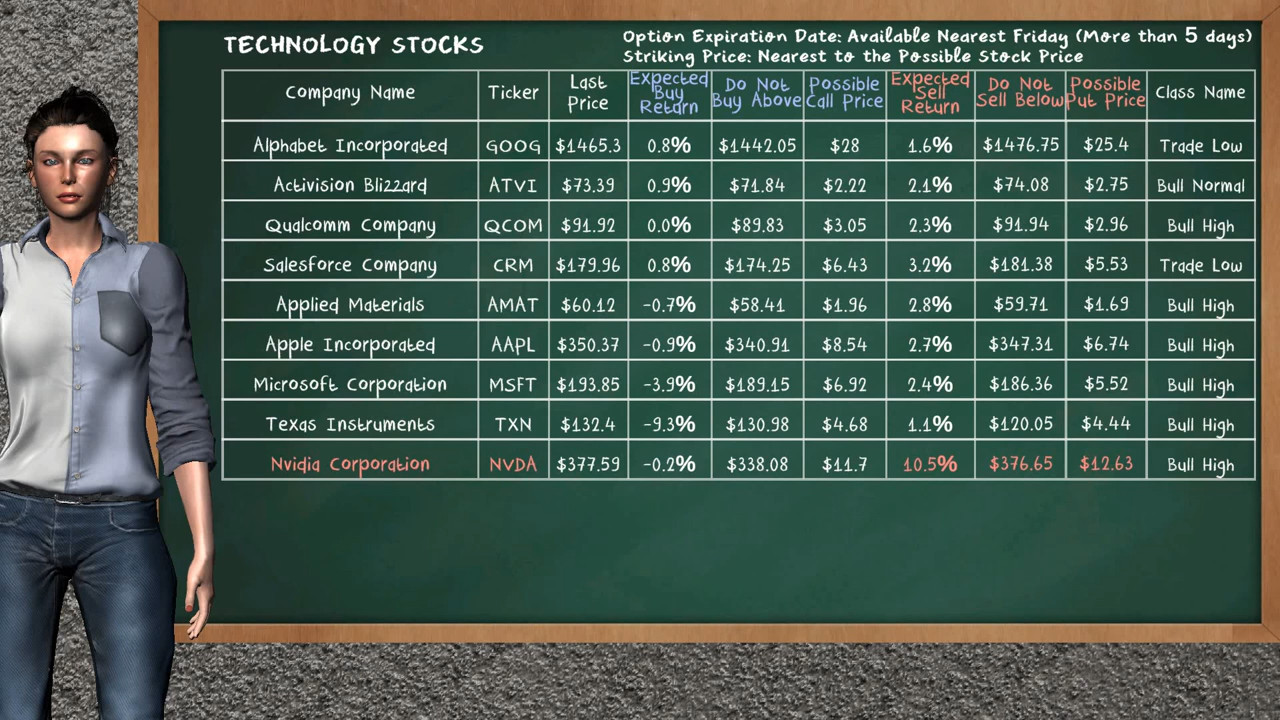 TECHNOLOGY STOCKS
Option Expiration Date: Available Nearest Friday (More than 5 days)
Striking Price: Nearest to the Possible Stock Price
Company Name Ticker Last Price Expected Buy Return Do Not Buy Above Possible Call Price Expected Sell Return Do Not Sell Below Possible Put Price Class Name
Alphabet Incorporated GOOG $1465.3 0.8% $1442.05 $28 1.6% $1476.75 $25.4 Trade Low
Activision Blizzard ATVI $73.39 0.9% $71.84 $2.22 2.1% $74.08 $2.75 Bull Normal
Qualcomm Company QCOM $91.92 0.0% $89.83 $3.05 2.3% $91.94 $2.96 Bull High
Salesforce Company CRM $179.96 0.8% $174.25 $6.43 3.2% $181.38 $5.53 Trade Low
Applied Materials AMAT $60.12 -0.7% $58.41 $1.96 2.8% $59.71 $1.69 Bull High
Apple Incorporated AAPL $350.37 -0.9% $340.91 $8.54 2.7% $347.31 $6.74 Bull High
Microsoft Corporation MSFT $193.85 -3.9% $189.15 $6.92 2.4% $186.36 $5.52 Bull High
Texas Instruments TXN $132.4 -9.3% $130.98 $4.68 1.1% $120.05 $4.44 Bull High
Nvidia Corporation NVDA $377.59 -0.2% $338.08 $11.7 10.5% $376.65 $12.63 Bull High